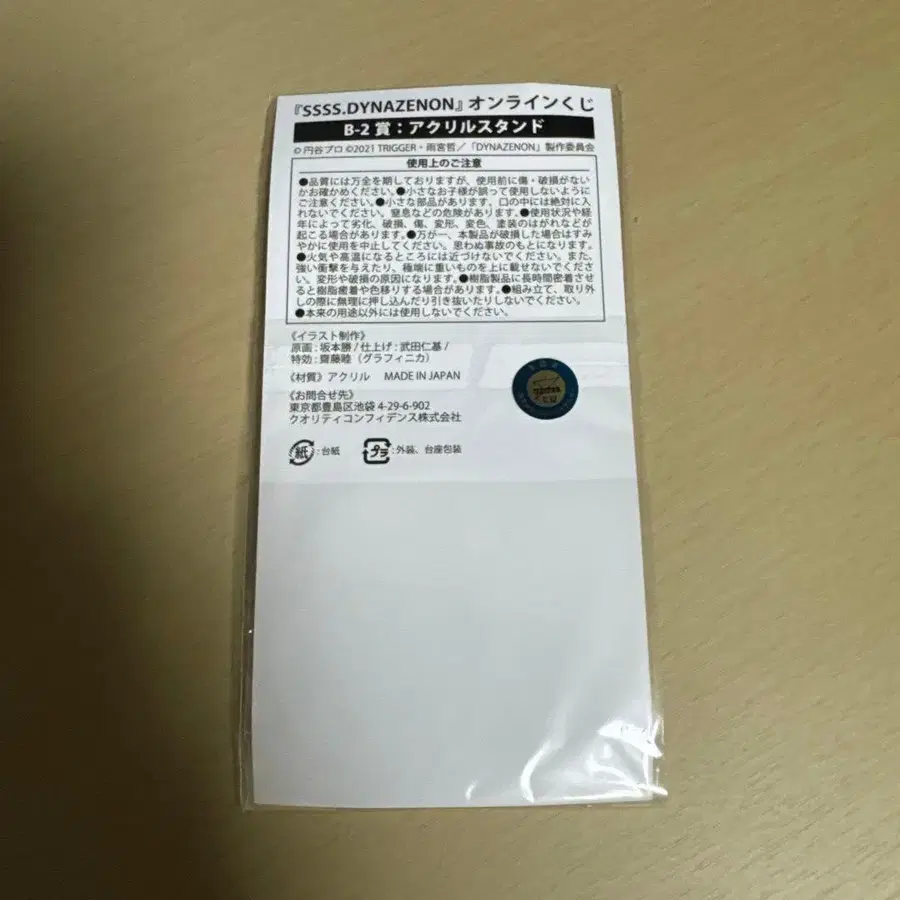 『SSSS.DYNAZENON』オンラインくじ
B-2 賞：アクリルスタンド
© 円谷プロ ©2021 TRIGGER・雨宮哲／「DYNAZENON」製作委員会
使用上のご注意
●品質には万全を期しておりますが、使用前に傷・破損がない
かお確かめください。●小さなお子様が誤って使用しないように
ご注意ください。●小さな部品があります。口の中には絶対に入
れないでください。窒息などの危険があります。●使用状況や経
年によって劣化、破損、傷、変形、変色、塗装のはがれなどが
起こる場合があります。●万が一、本製品が破損した場合はすみ
やかに使用を中止してください。思わぬ事故のもとになります。
●火気や高温になるところには近づけないでください。また、
強い衝撃を与えたり、極端に重いものを上に載せないでくださ
い。変形や破損の原因になります。●樹脂製品に長時間密着させ
ると樹脂癒着や色移りする場合があります。●組み立て、取り外
しの際に無理に押し込んだり引き抜いたりしないでください。
●本来の用途以外には使用しないでください。
《イラスト制作》
原画：坂本勝 / 仕上げ：武田仁基 /
特効：齋藤睦（グラフィニカ）
《材質》アクリル MADE IN JAPAN
《お問合せ先》
東京都豊島区池袋 4-29-6-902
クオリティコンフィデンス株式会社
紙：台紙 プラ：外装、台座包装